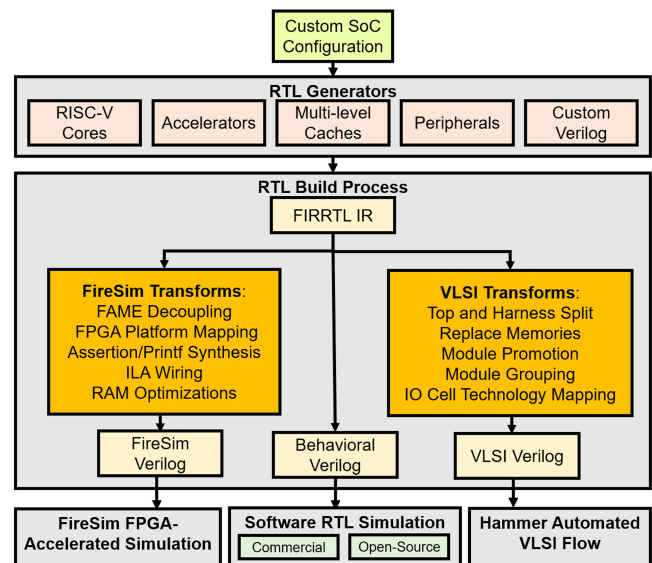 Custom SoC
Configuration
RTL Generators
RISC-V
Cores
Accelerators
Multi-level
Caches
Peripherals
Custom
Verilog
RTL Build Process
FIRRTL IR
FireSim Transforms:
FAME Decoupling
FPGA Platform Mapping
Assertion/Printf Synthesis
ILA Wiring
RAM Optimizations
VLSI Transforms:
Top and Harness Split
Replace Memories
Module Promotion
Module Grouping
IO Cell Technology Mapping
FireSim
Verilog
Behavioral
Verilog
VLSI Verilog
FireSim FPGA-
Accelerated Simulation
Software RTL Simulation
Commercial
Open-Source
Hammer Automated
VLSI Flow